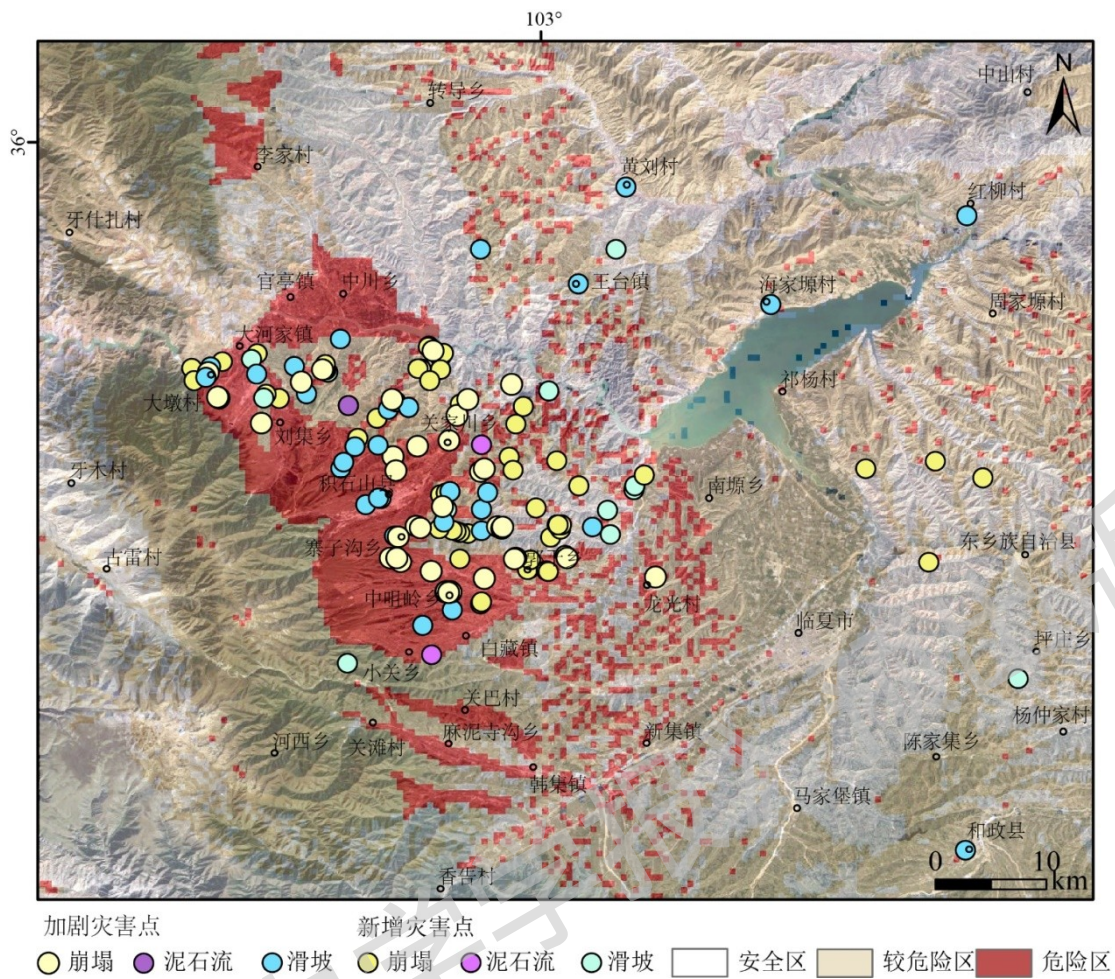 103°
36°
N
中山村
转导乡
李家村
黄刘村
红柳村
牙什扎村
官亭镇
中川乡
王台镇
海家塬村
周家塬村
大河家镇
大墩村
祁杨村
刘集乡
关家川乡
牙木村
积石山县
南塬乡
古雷村
寨子沟乡
东乡族自治县
中咀岭乡
龙光村
临夏市
白藏镇
坪庄乡
小关乡
关巴村
杨仲家村
河西乡
关滩村
麻泥寺沟乡
新集镇
陈家集乡
韩集镇
马家堡镇
和政县
0 10
km
加剧灾害点 新增灾害点
崩塌 泥石流 滑坡 崩塌 泥石流 滑坡 安全区 较危险区 危险区